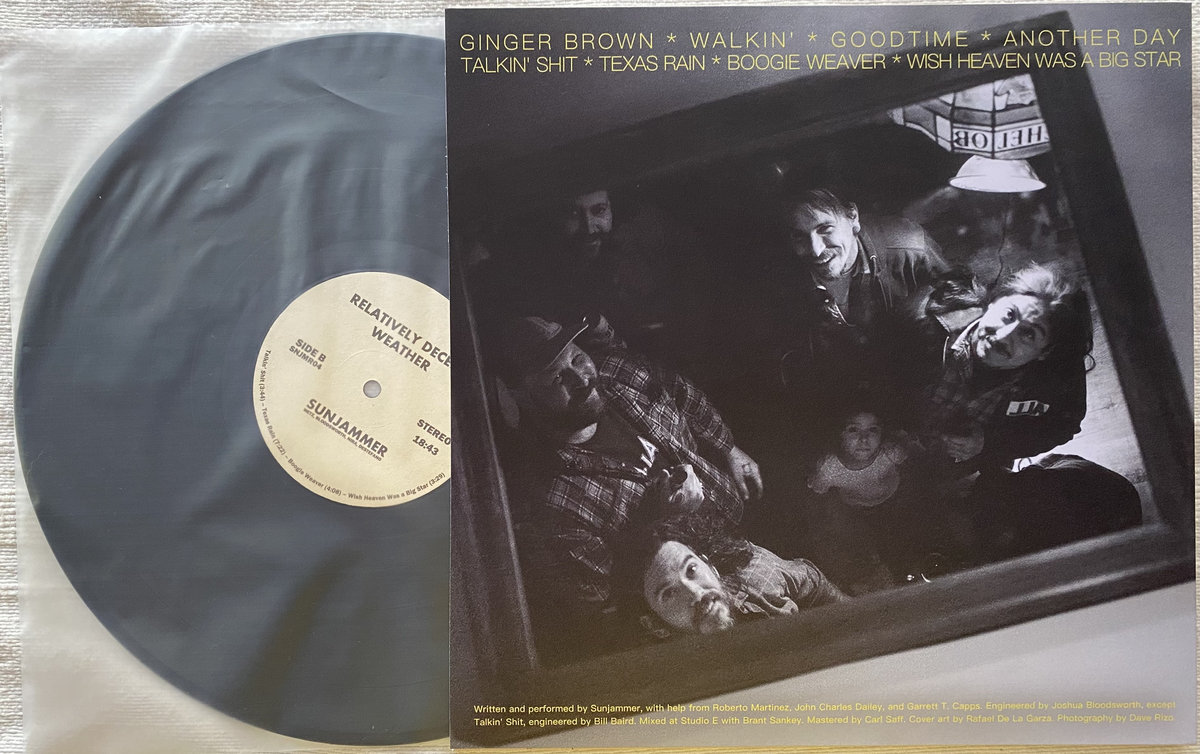 GINGER BROWN * WALKIN' * GOODTIME * ANOTHER DAY
TALKIN' SHIT * TEXAS RAIN * BOOGIE WEAVER * WISH HEAVEN WAS A BIG STAR
RELATIVELY DECE
WEATHER
SIDE B
SNJMR04
SUNJAMMER
STEREO
18:43
Talkin' Shit (3:44) – Texas Rain (7:22) – Boogie Weaver (4:08) – Wish Heaven Was a Big Star (3:29)
Written and performed by Sunjammer, with help from Roberto Martinez, John Charles Dailey, and Garrett T. Capps. Engineered by Joshua Bloodsworth, except
Talkin' Shit, engineered by Bill Baird. Mixed at Studio E with Brant Sankey. Mastered by Carl Saff. Cover art by Rafael De La Garza. Photography by Dave Rizo